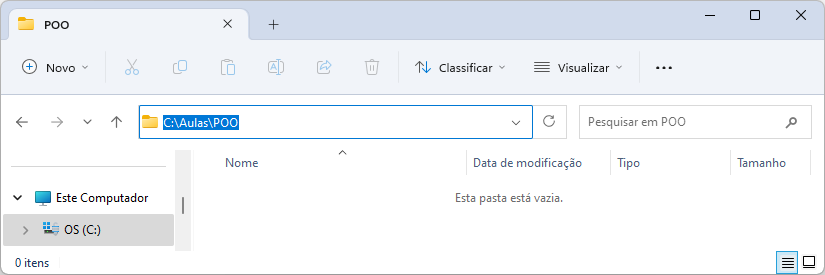 POO
Novo
Classificar
Visualizar
C:\Aulas\POO
Pesquisar em POO
Nome
Data de modificação
Tipo
Tamanho
Este Computador
Esta pasta está vazia.
OS (C:)
0 itens